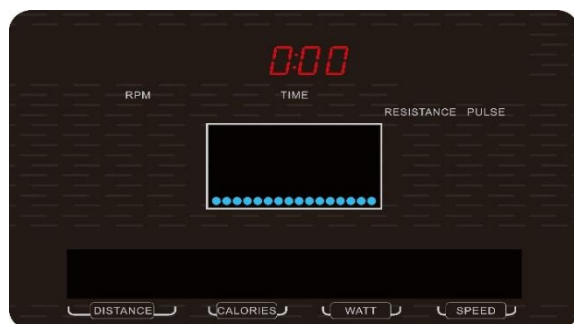 0:00
RPM TIME
RESISTANCE PULSE
DISTANCE CALORIES WATT SPEED